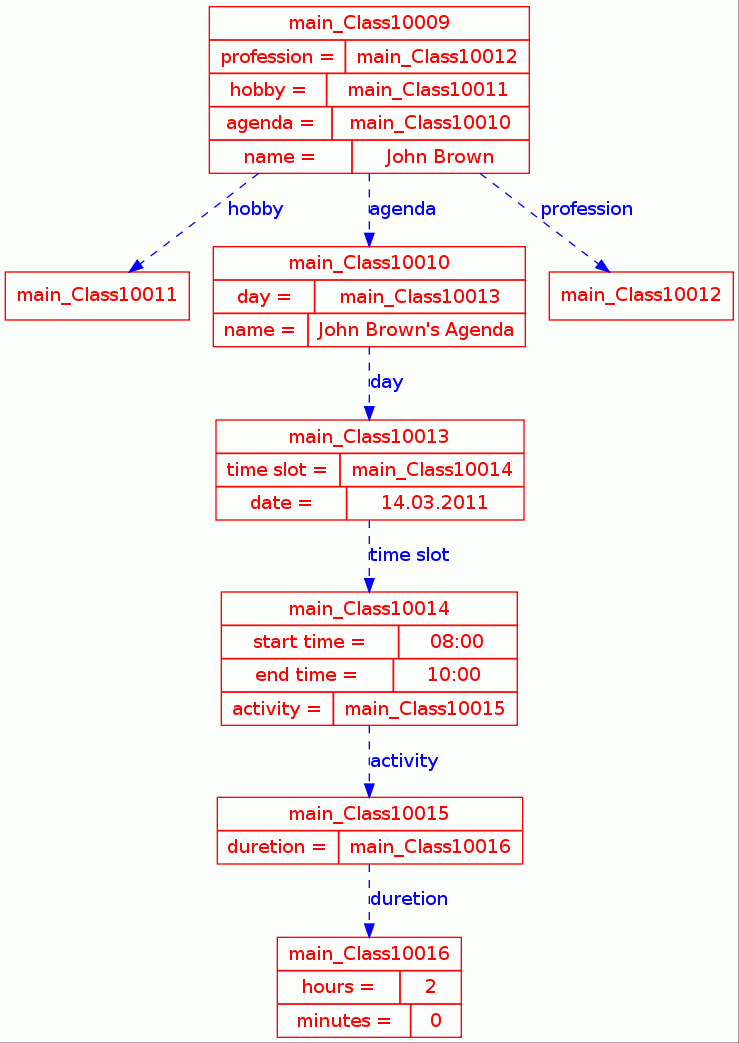 main_Class10009
profession = main_Class10012
hobby = main_Class10011
agenda = main_Class10010
name = John Brown
hobby agenda profession
main_Class10011
main_Class10010
day = main_Class10013
name = John Brown's Agenda
main_Class10012
day
main_Class10013
time slot = main_Class10014
date = 14.03.2011
time slot
main_Class10014
start time = 08:00
end time = 10:00
activity = main_Class10015
activity
main_Class10015
duretion = main_Class10016
duretion
main_Class10016
hours = 2
minutes = 0